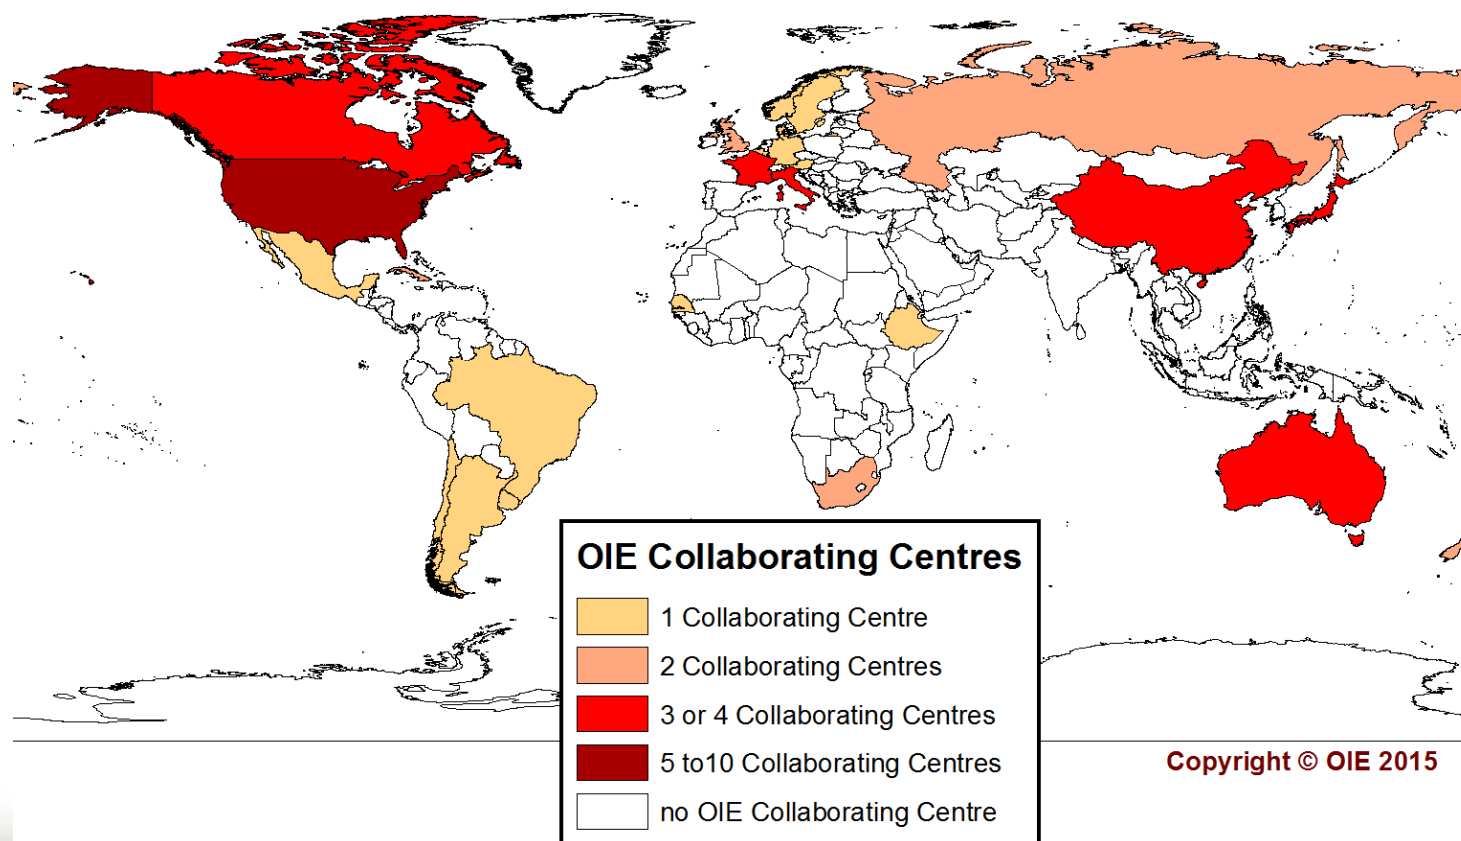 OIE Collaborating Centres
1 Collaborating Centre
2 Collaborating Centres
3 or 4 Collaborating Centres
5 to10 Collaborating Centres
no OIE Collaborating Centre
Copyright © OIE 2015